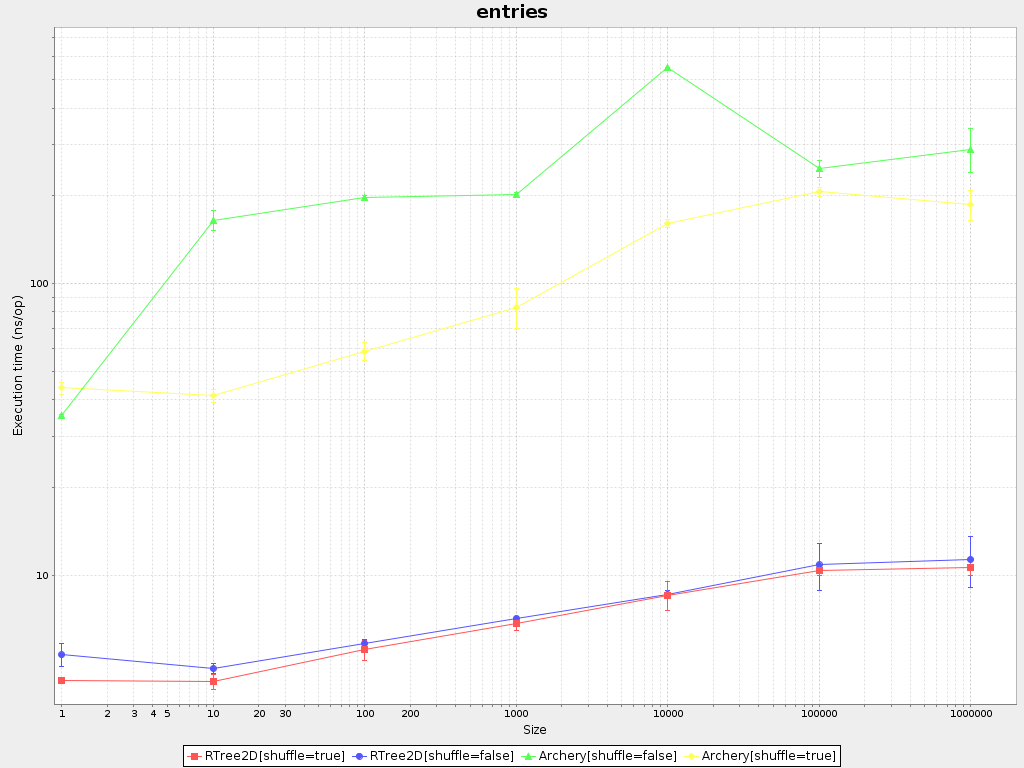 entries
Execution time (ns/op)
100
10
1 2 3 4 5 10 20 30 100 200 1000 10000 100000 1000000
Size
RTree2D[shuffle=true] RTree2D[shuffle=false] Archery[shuffle=false] Archery[shuffle=true]